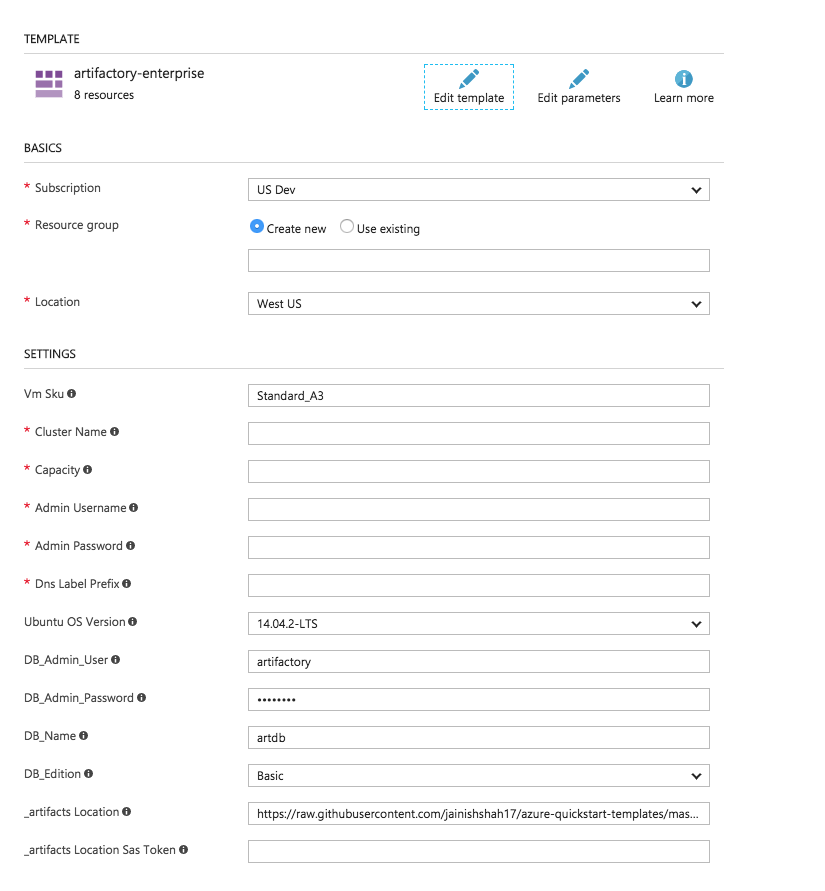 TEMPLATE
artifactory-enterprise
8 resources
Edit template
Edit parameters
Learn more
BASICS
* Subscription
US Dev
* Resource group
Create new
Use existing
* Location
West US
SETTINGS
Vm Sku
Standard_A3
* Cluster Name
* Capacity
* Admin Username
* Admin Password
* Dns Label Prefix
Ubuntu OS Version
14.04.2-LTS
DB_Admin_User
artifactory
DB_Admin_Password
••••••••
DB_Name
artdb
DB_Edition
Basic
_artifacts Location
https://raw.githubusercontent.com/jainishshah17/azure-quickstart-templates/mas...
_artifacts Location Sas Token